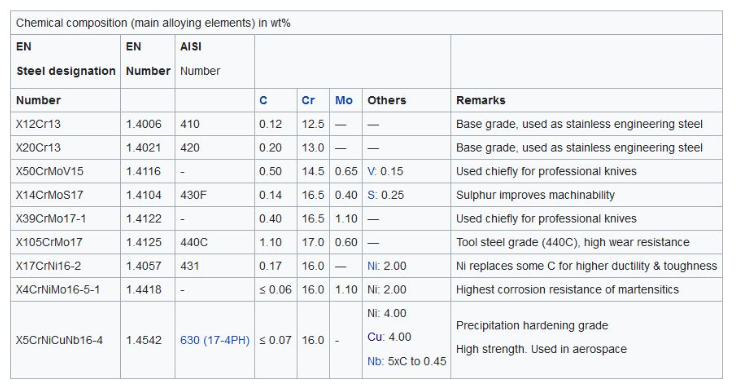 Chemical composition (main alloying elements) in wt%
EN EN AISI
Steel designation Number Number
Number C Cr Mo Others Remarks
X12Cr13 1.4006 410 0.12 12.5 — — Base grade, used as stainless engineering steel
X20Cr13 1.4021 420 0.20 13.0 — — Base grade, used as stainless engineering steel
X50CrMoV15 1.4116 - 0.50 14.5 0.65 V: 0.15 Used chiefly for professional knives
X14CrMoS17 1.4104 430F 0.14 16.5 0.40 S: 0.25 Sulphur improves machinability
X39CrMo17-1 1.4122 - 0.40 16.5 1.10 — Used chiefly for professional knives
X105CrMo17 1.4125 440C 1.10 17.0 0.60 — Tool steel grade (440C), high wear resistance
X17CrNi16-2 1.4057 431 0.17 16.0 — Ni: 2.00 Ni replaces some C for higher ductility & toughness
X4CrNiMo16-5-1 1.4418 - ≤ 0.06 16.0 1.10 Ni: 2.00 Highest corrosion resistance of martensitics
X5CrNiCuNb16-4 1.4542 630 (17-4PH) ≤ 0.07 16.0 -
Ni: 4.00
Cu: 4.00
Nb: 5xC to 0.45
Precipitation hardening grade
High strength. Used in aerospace